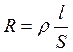 R = ρ l/S